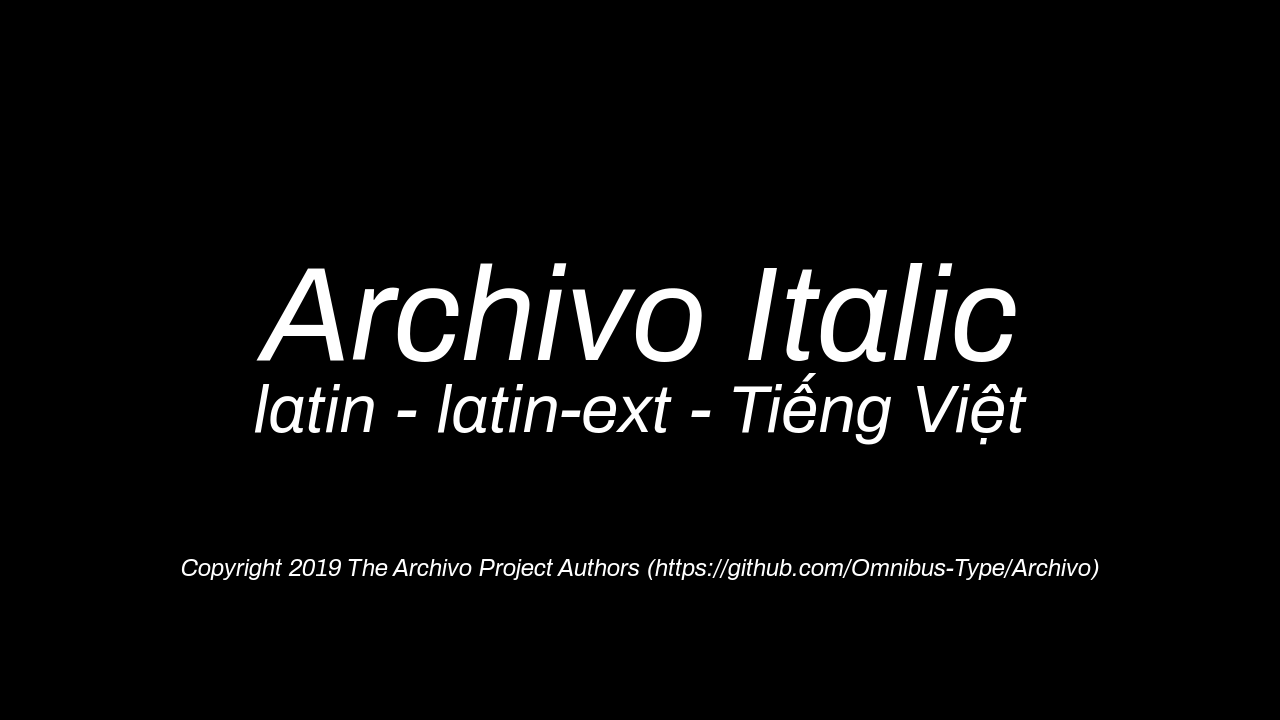 Archivo Italic
latin - latin-ext - Tiếng Việt
Copyright 2019 The Archivo Project Authors (https://github.com/Omnibus-Type/Archivo)